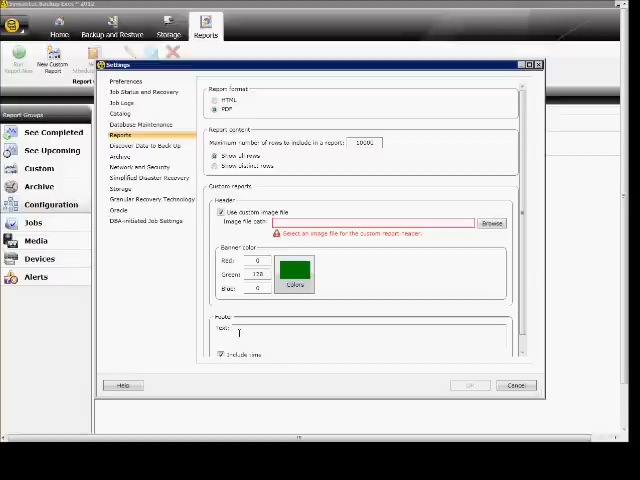 Symantec Backup Exec™ 2012
Home
Backup and Restore
Storage
Reports
Run
Report Now
New Custom
Report
Report Groups
See Completed
See Upcoming
Custom
Archive
Configuration
Jobs
Media
Devices
Alerts
Settings
Preferences
Job Status and Recovery
Job Logs
Catalog
Database Maintenance
Reports
Discover Data to Back Up
Archive
Network and Security
Simplified Disaster Recovery
Storage
Granular Recovery Technology
Oracle
DBA-initiated Job Settings
Report format
HTML
PDF
Report content
Maximum number of rows to include in a report: 10000
Show all rows
Show distinct rows
Custom reports
Header
Use custom image file
Image file path:
Browse
Select an image file for the custom report header.
Banner color
Red: 0
Green: 128
Blue: 0
Colors
Footer
Text:
Include time
Help
OK
Cancel